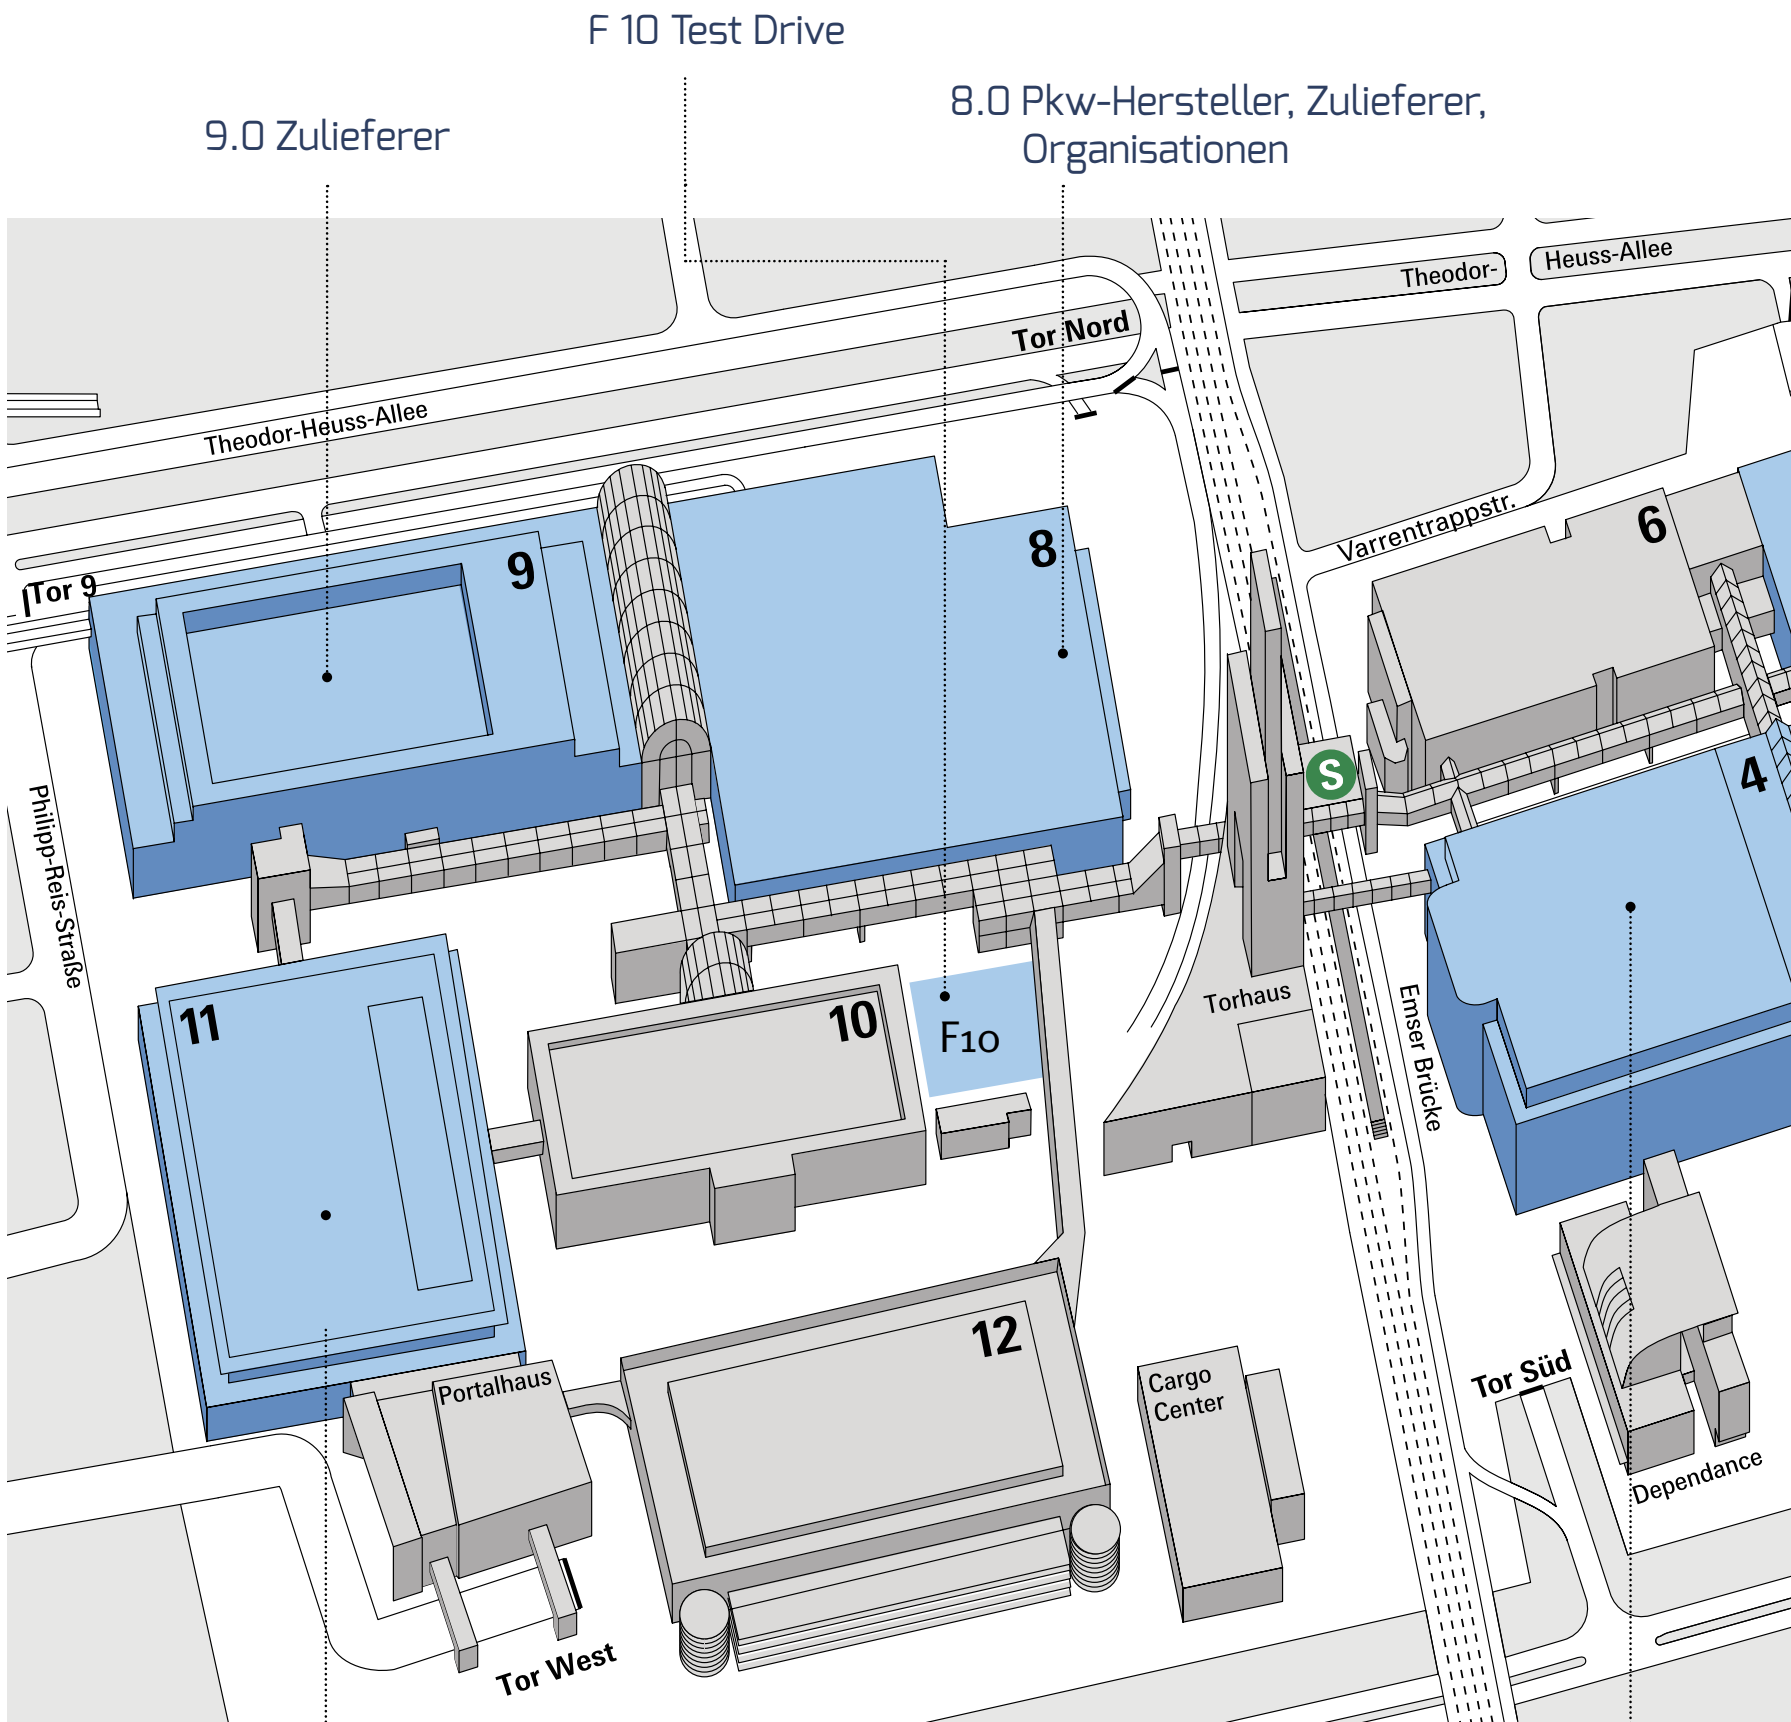 F 10 Test Drive
8.0 Pkw-Hersteller, Zulieferer,
Organisationen
9.0 Zulieferer
Theodor-
Heuss-Allee
Tor Nord
Theodor-Heuss-Allee
Varrentrappstr.
6
8
9
Tor 9
S
4
Philipp-Reis-Straße
11
10
F10
Torhaus
Emser Brücke
12
Portalhaus
Cargo
Center
Tor Süd
Dependance
Tor West